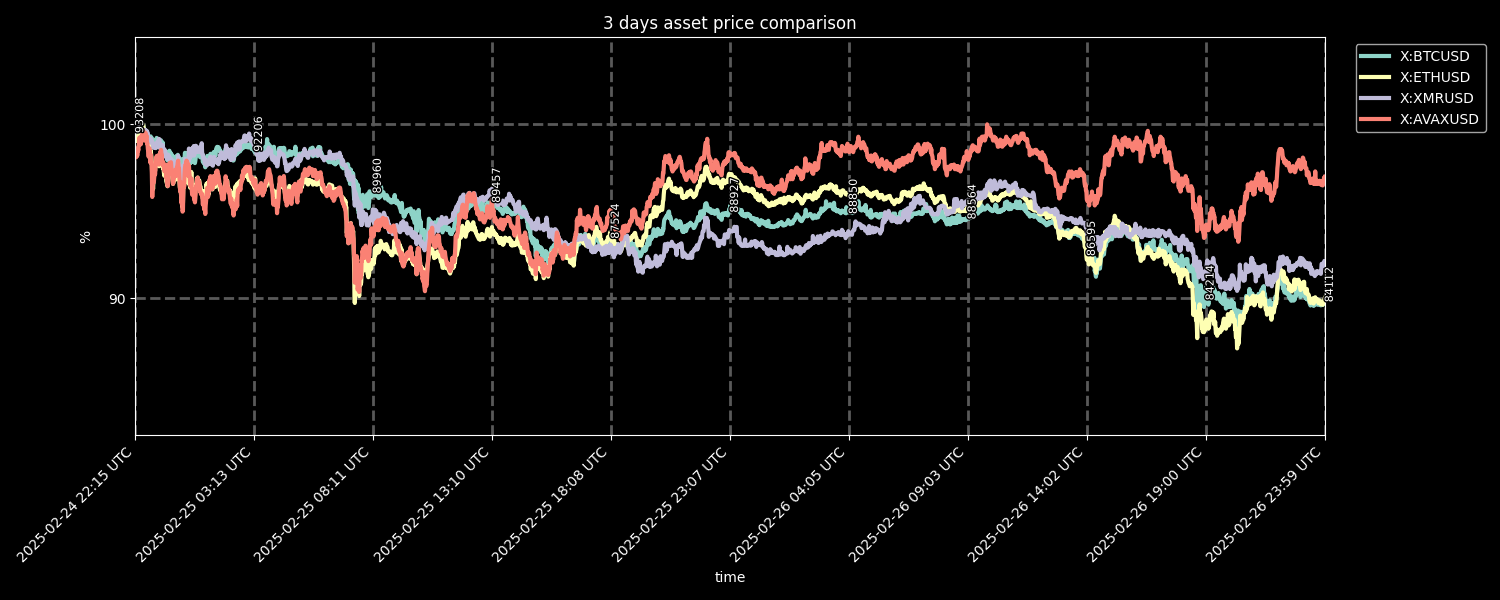 3 days asset price comparison
X:BTCUSD
X:ETHUSD
X:XMRUSD
X:AVAXUSD
100
90
%
93208
92206
89960
89457
87524
88927
88850
88564
86595
84214
84112
2025-02-24 22:15 UTC
2025-02-25 03:13 UTC
2025-02-25 08:11 UTC
2025-02-25 13:10 UTC
2025-02-25 18:08 UTC
2025-02-25 23:07 UTC
2025-02-26 04:05 UTC
2025-02-26 09:03 UTC
2025-02-26 14:02 UTC
2025-02-26 19:00 UTC
2025-02-26 23:59 UTC
time